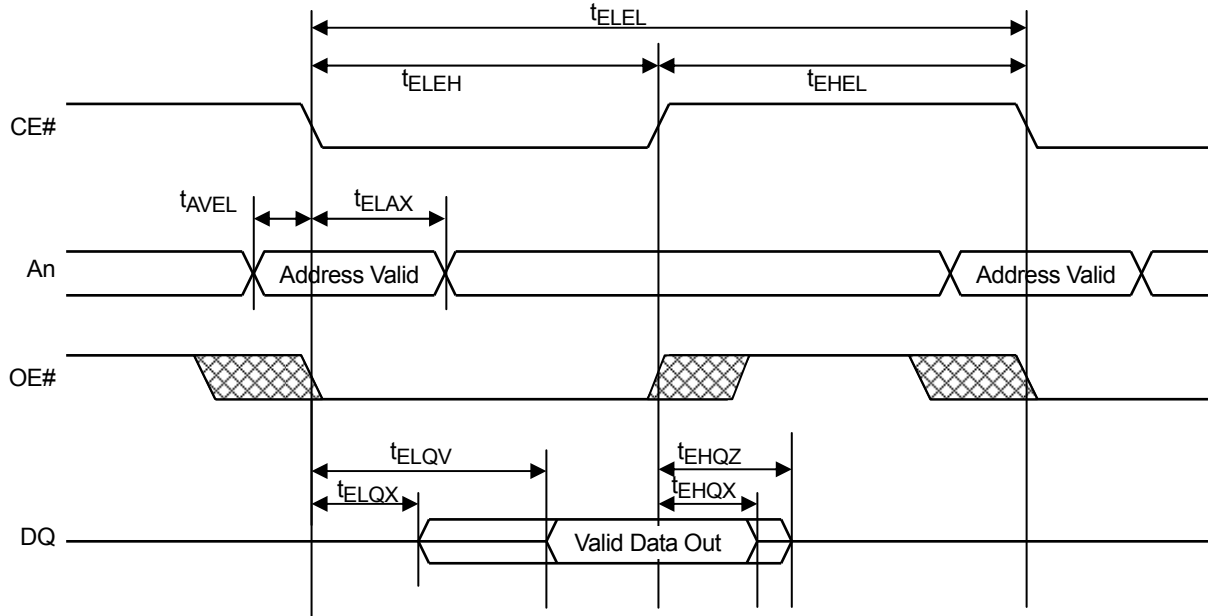 tELEL
tELEH
tEHEL
CE#
tAVEL
tELAX
An
Address Valid
Address Valid
OE#
tELQV
tEHQZ
tELQX
tEHQX
DQ
Valid Data Out